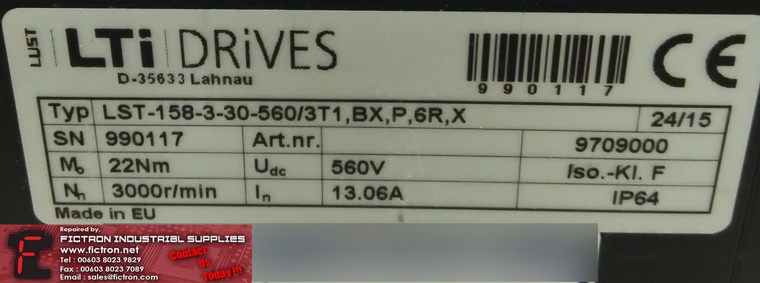 LUST LTi DRiVES
D-35633 Lahnau
990117
CE
Typ LST-158-3-30-560/3T1,BX,P,6R,X 24/15
SN 990117 Art.nr. 9709000
M₀ 22Nm Udc 560V Iso.-Kl. F
Nn 3000r/min In 13.06A IP64
Made in EU
Repaired by,
FICTRON INDUSTRIAL SUPPLIES
www.fictron.net
Tel : 00603 8023 9829
Fax : 00603 8023 7089
Email : sales@fictron.com
Contact
Us
Today !!!